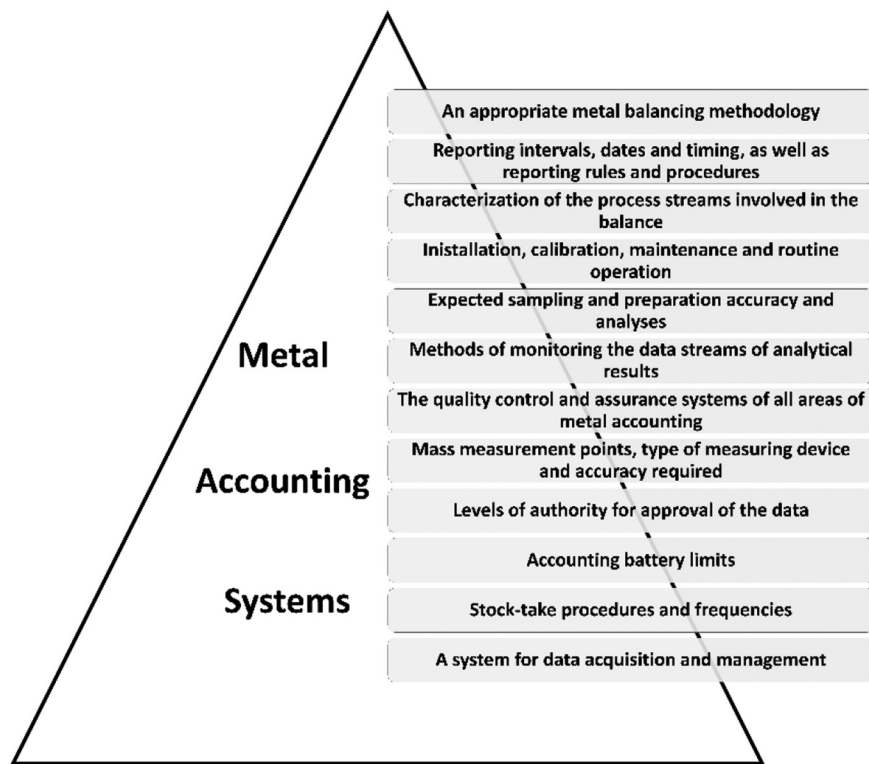 An appropriate metal balancing methodology
Reporting intervals, dates and timing, as well as
reporting rules and procedures
Characterization of the process streams involved in the
balance
Inistallation, calibration, maintenance and routine
operation
Expected sampling and preparation accuracy and
analyses
Metal
Methods of monitoring the data streams of analytical
results
The quality control and assurance systems of all areas of
metal accounting
Mass measurement points, type of measuring device
and accuracy required
Accounting
Levels of authority for approval of the data
Accounting battery limits
Systems
Stock-take procedures and frequencies
A system for data acquisition and management